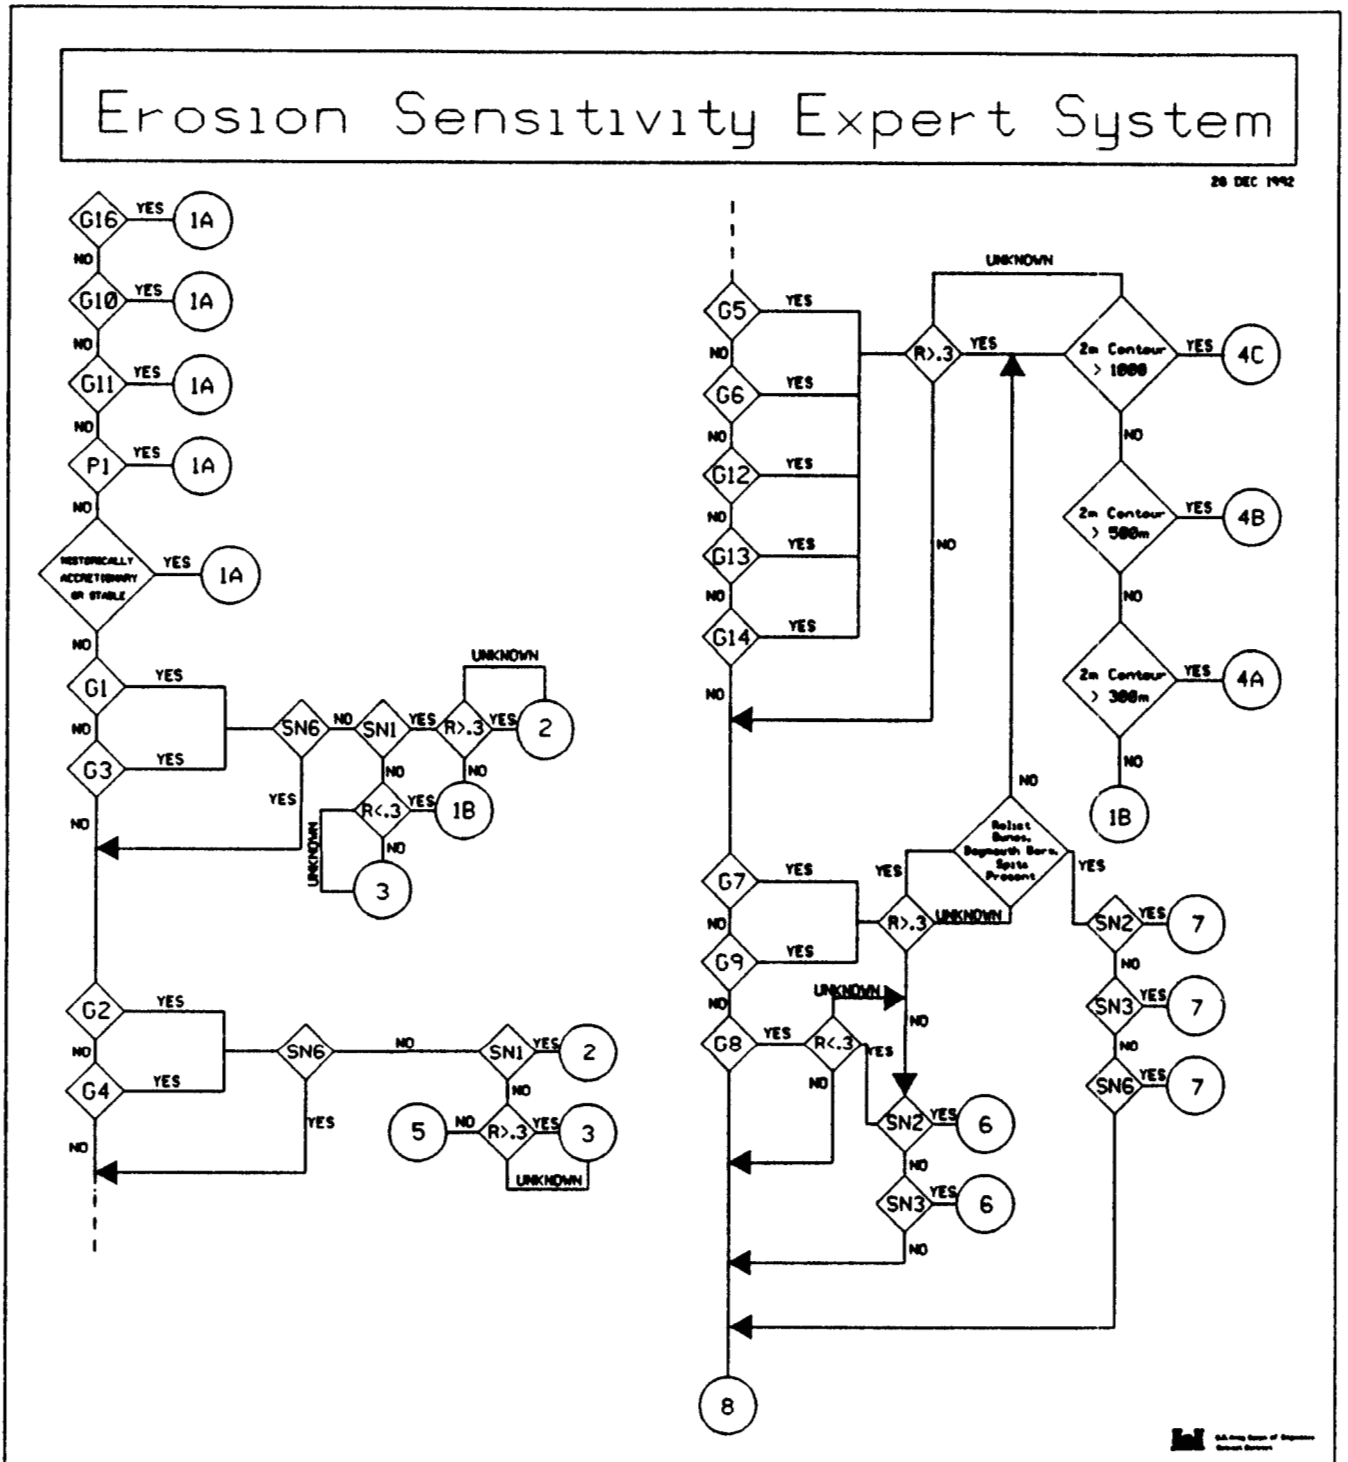 Erosion Sensitivity Expert System
28 DEC 1992
G16 YES 1A
NO
G10 YES 1A
NO
G11 YES 1A
NO
P1 YES 1A
NO
HISTORICALLY
ACCRETIONARY
OR STABLE
YES 1A
NO
G1 YES
NO
G3 YES
NO
SN6 NO SN1 YES R>.3 YES 2
UNKNOWN
YES
NO
NO
R<.3 YES 1B
UNKNOWN
NO
3
G2 YES
NO
G4 YES
NO
SN6 NO SN1 YES 2
YES
NO
5 NO R>.3 YES 3
UNKNOWN
G5 YES
NO
G6 YES
NO
G12 YES
NO
G13 YES
NO
G14 YES
NO
UNKNOWN
R>.3 YES
NO
2m Contour
> 1000
YES 4C
NO
2m Contour
> 500m
YES 4B
NO
2m Contour
> 300m
YES 4A
NO
1B
NO
Relict
Dunes,
Baymouth Bars,
Spits
Present
YES
YES
G7 YES
NO
G9 YES
NO
R>.3 UNKNOWN
NO
G8 YES R<.3 YES
UNKNOWN
NO
SN2 YES 6
NO
SN3 YES 6
NO
SN2 YES 7
NO
SN3 YES 7
NO
SN6 YES 7
8
U.S. Army Corps of Engineers